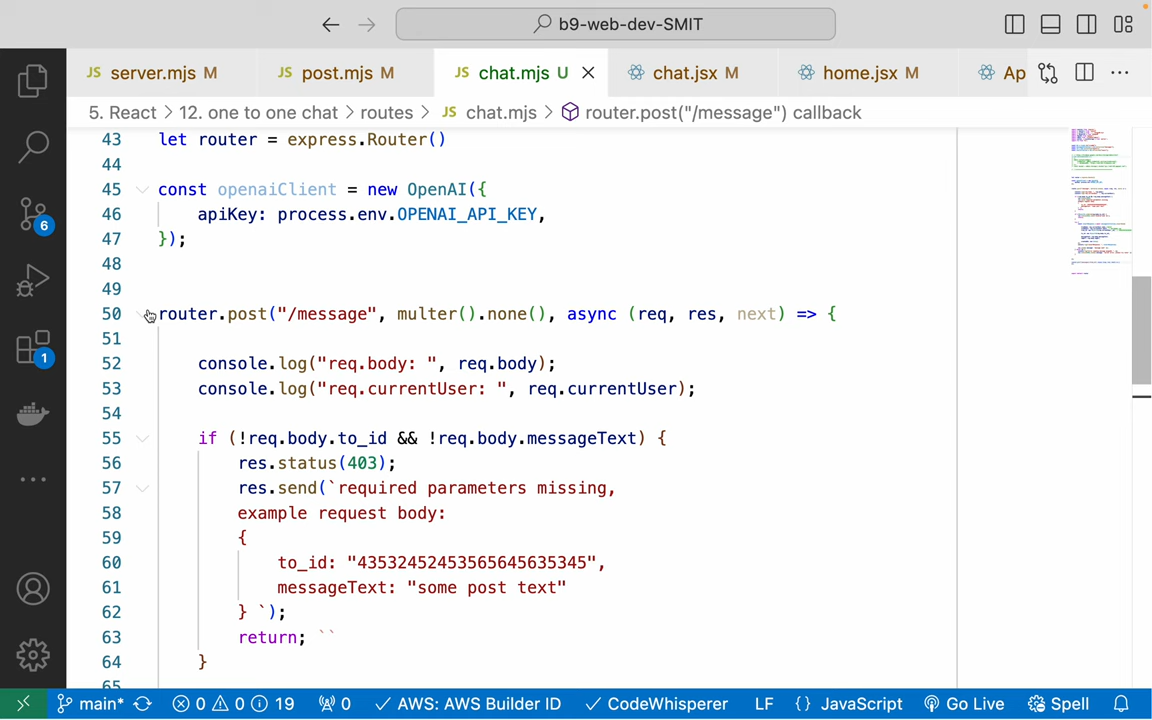 b9-web-dev-SMIT
JS server.mjs M JS post.mjs M JS chat.mjs U chat.jsx M home.jsx M Ap
5. React > 12. one to one chat > routes > JS chat.mjs > router.post("/message") callback
43 let router = express.Router()
44
45 const openaiClient = new OpenAI({
46 apiKey: process.env.OPENAI_API_KEY,
47 });
48
49
50 router.post("/message", multer().none(), async (req, res, next) => {
51
52 console.log("req.body: ", req.body);
53 console.log("req.currentUser: ", req.currentUser);
54
55 if (!req.body.to_id && !req.body.messageText) {
56 res.status(403);
57 res.send(`required parameters missing,
58 example request body:
59 {
60 to_id: "43532452453565645635345",
61 messageText: "some post text"
62 } `);
63 return; ``
64 }
65
6
1
main* 0 0 19 0 AWS: AWS Builder ID CodeWhisperer LF {} JavaScript Go Live Spell